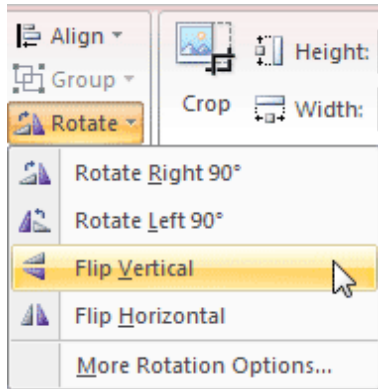 Align
Group
Rotate
Crop
Height:
Width:
Rotate Right 90°
Rotate Left 90°
Flip Vertical
Flip Horizontal
More Rotation Options...